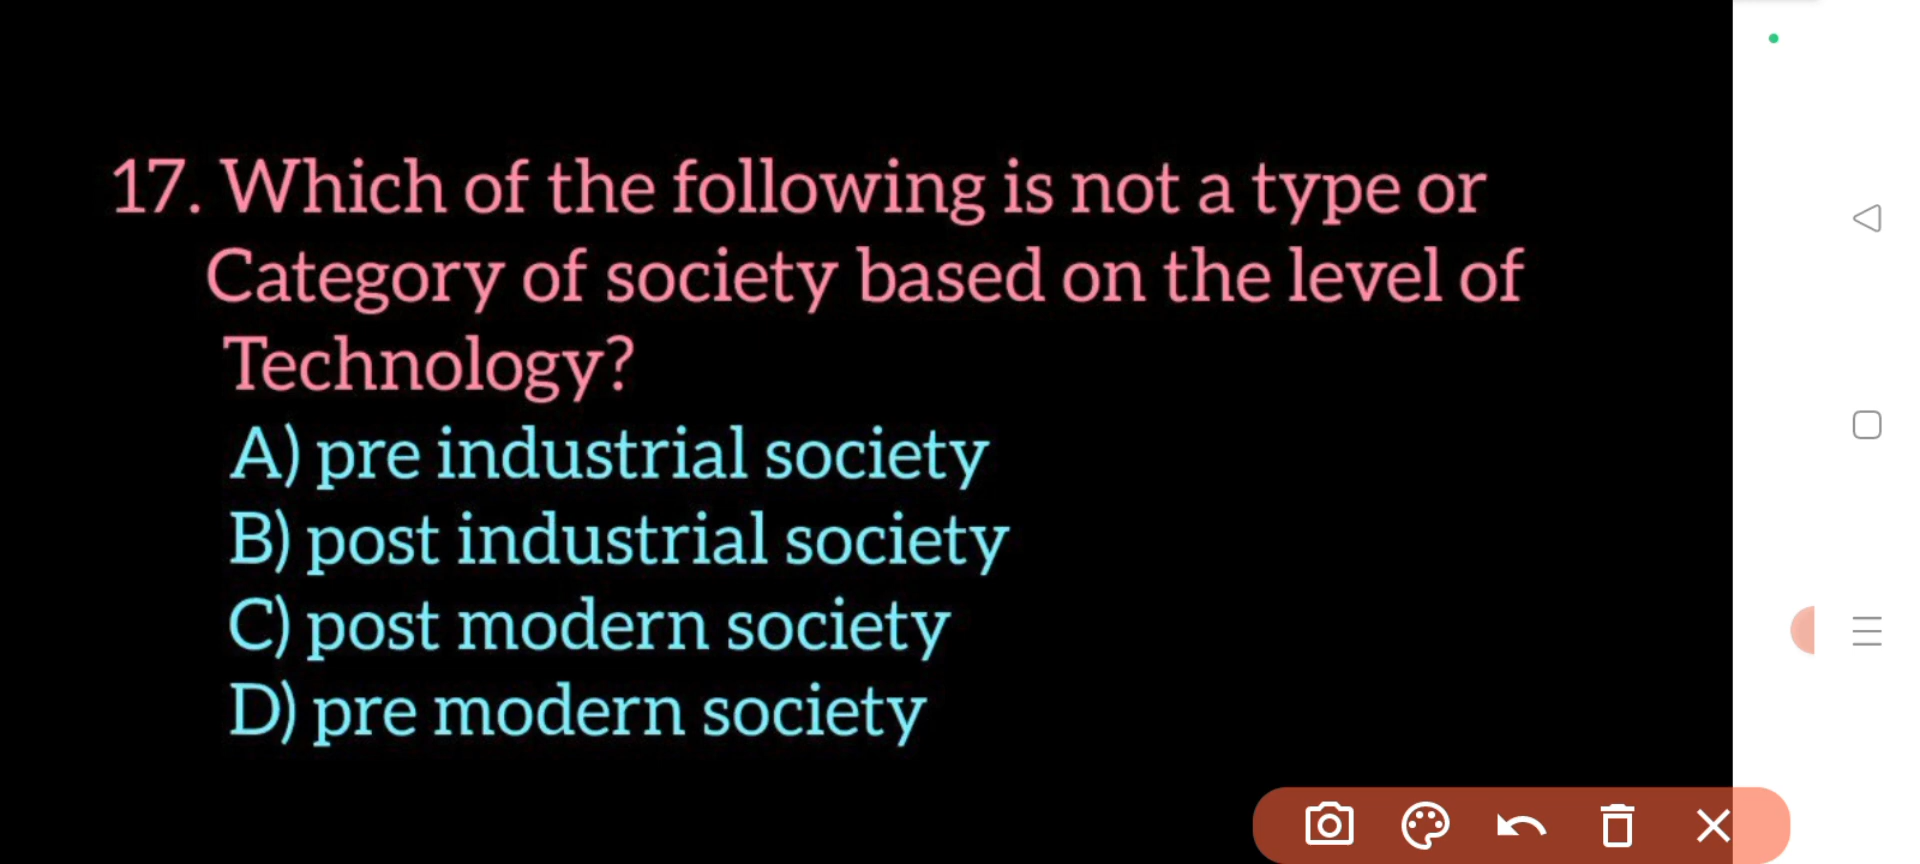 17. Which of the following is not a type or
Category of society based on the level of
Technology?
A) pre industrial society
B) post industrial society
C) post modern society
D) pre modern society